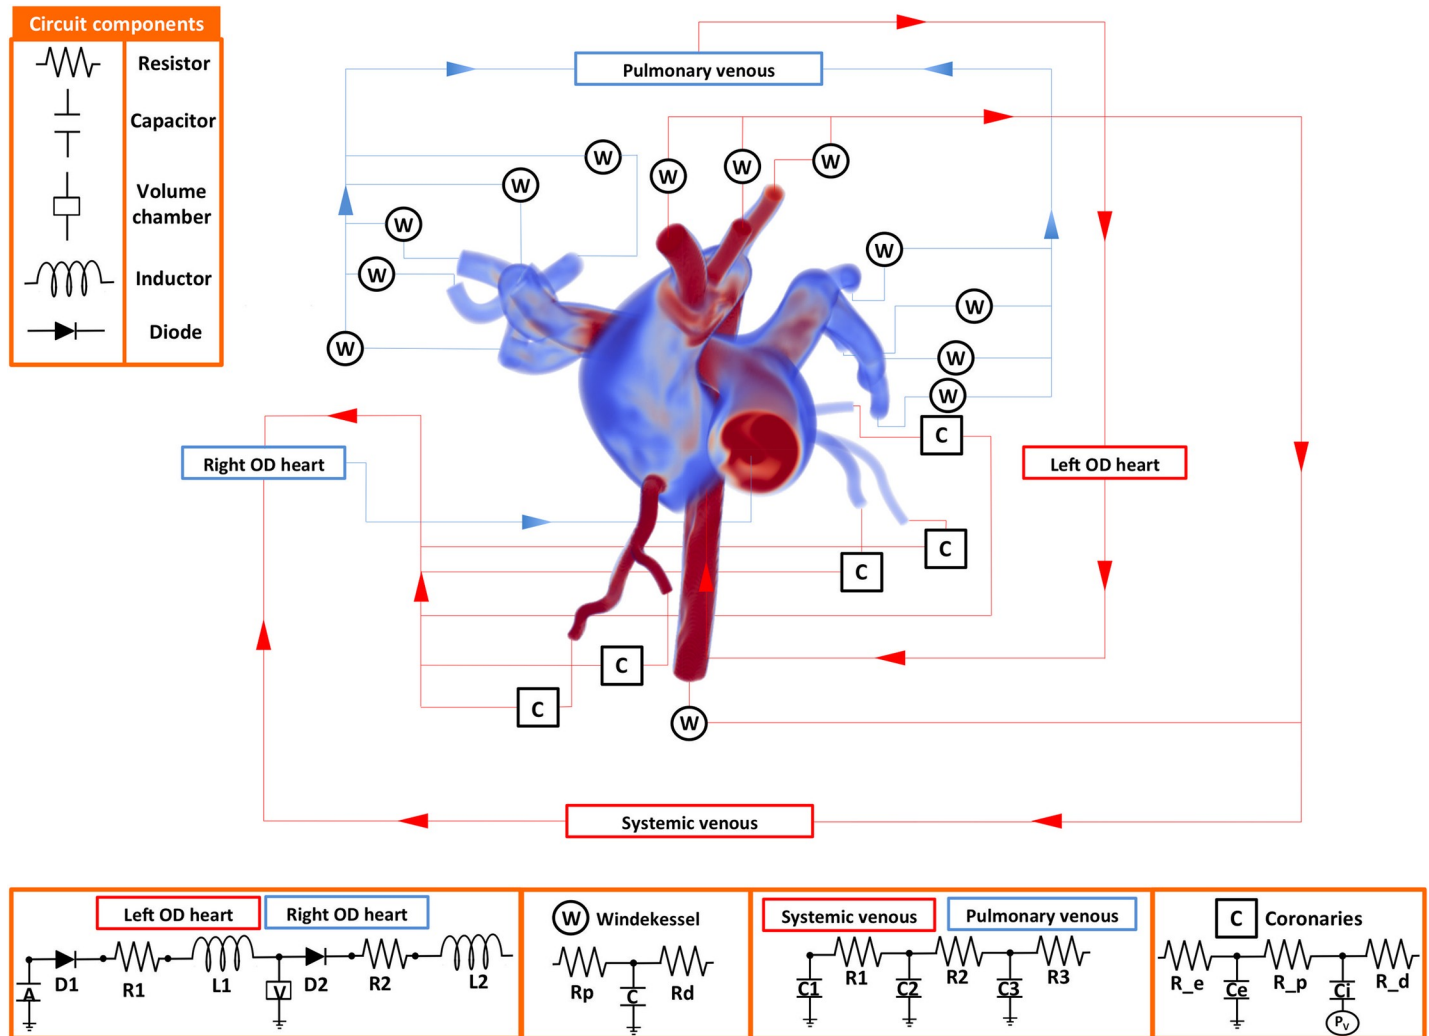 Circuit components
Resistor
Capacitor
Volume
chamber
Inductor
Diode
Pulmonary venous
W
W
W
W
W
W
W
W
W
W
W
W
C
Right OD heart
Left OD heart
C
C
C
C
W
Systemic venous
Left OD heart
Right OD heart
A
D1
R1
L1
V
D2
R2
L2
W Windekessel
Rp
C
Rd
Systemic venous
Pulmonary venous
C1
R1
C2
R2
C3
R3
C Coronaries
R_e
Ce
R_p
Ci
R_d
Pv